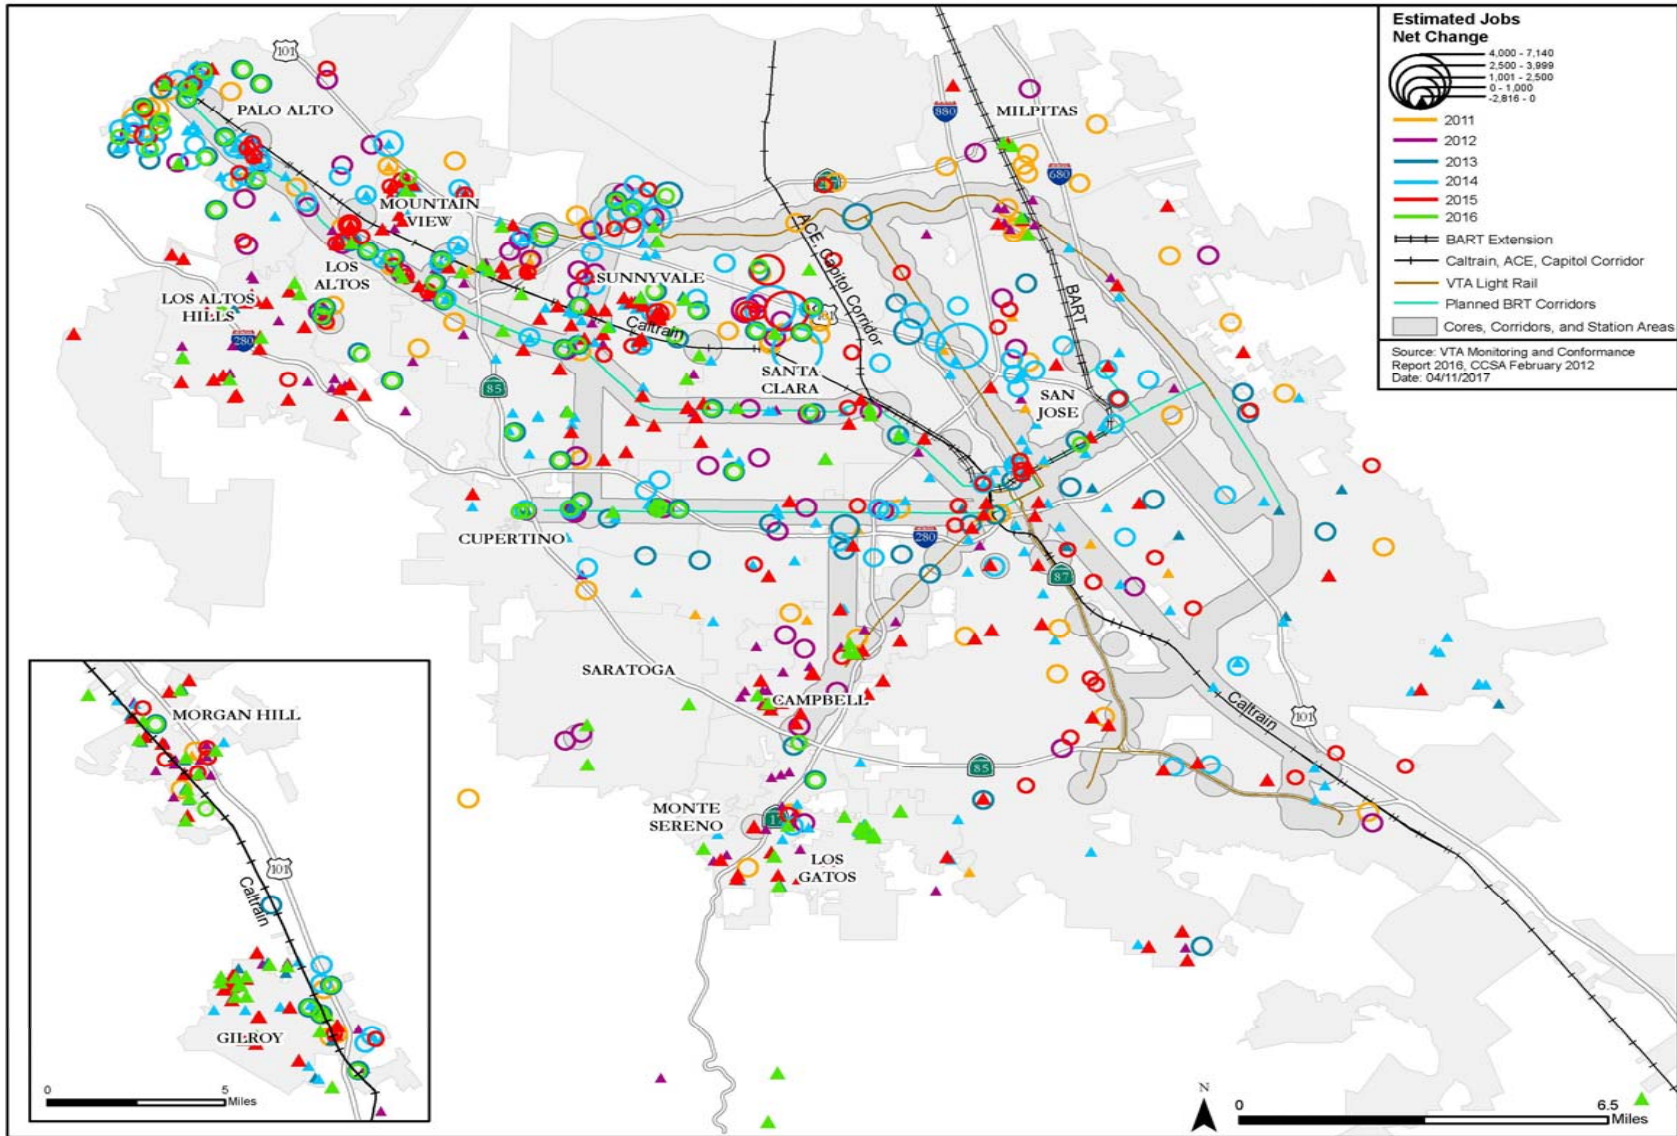 Estimated Jobs
Net Change
4,000 - 7,140
2,500 - 3,999
1,001 - 2,500
0 - 1,000
-2,816 - 0
2011
2012
2013
2014
2015
2016
BART Extension
Caltrain, ACE, Capitol Corridor
VTA Light Rail
Planned BRT Corridors
Cores, Corridors, and Station Areas
Source: VTA Monitoring and Conformance
Report 2016, CCSA February 2012
Date: 04/11/2017
101
PALO ALTO
MILPITAS
880
680
MOUNTAIN
VIEW
ACE, Capitol Corridor
BART
LOS
ALTOS
SUNNYVALE
LOS ALTOS
HILLS
280
Caltrain
SANTA
CLARA
85
SAN
JOSE
CUPERTINO
280
87
SARATOGA
CAMPBELL
Caltrain
101
85
MONTE
SERENO
LOS
GATOS
MORGAN HILL
101
Caltrain
GILROY
0 5
Miles
N
0 6.5
Miles